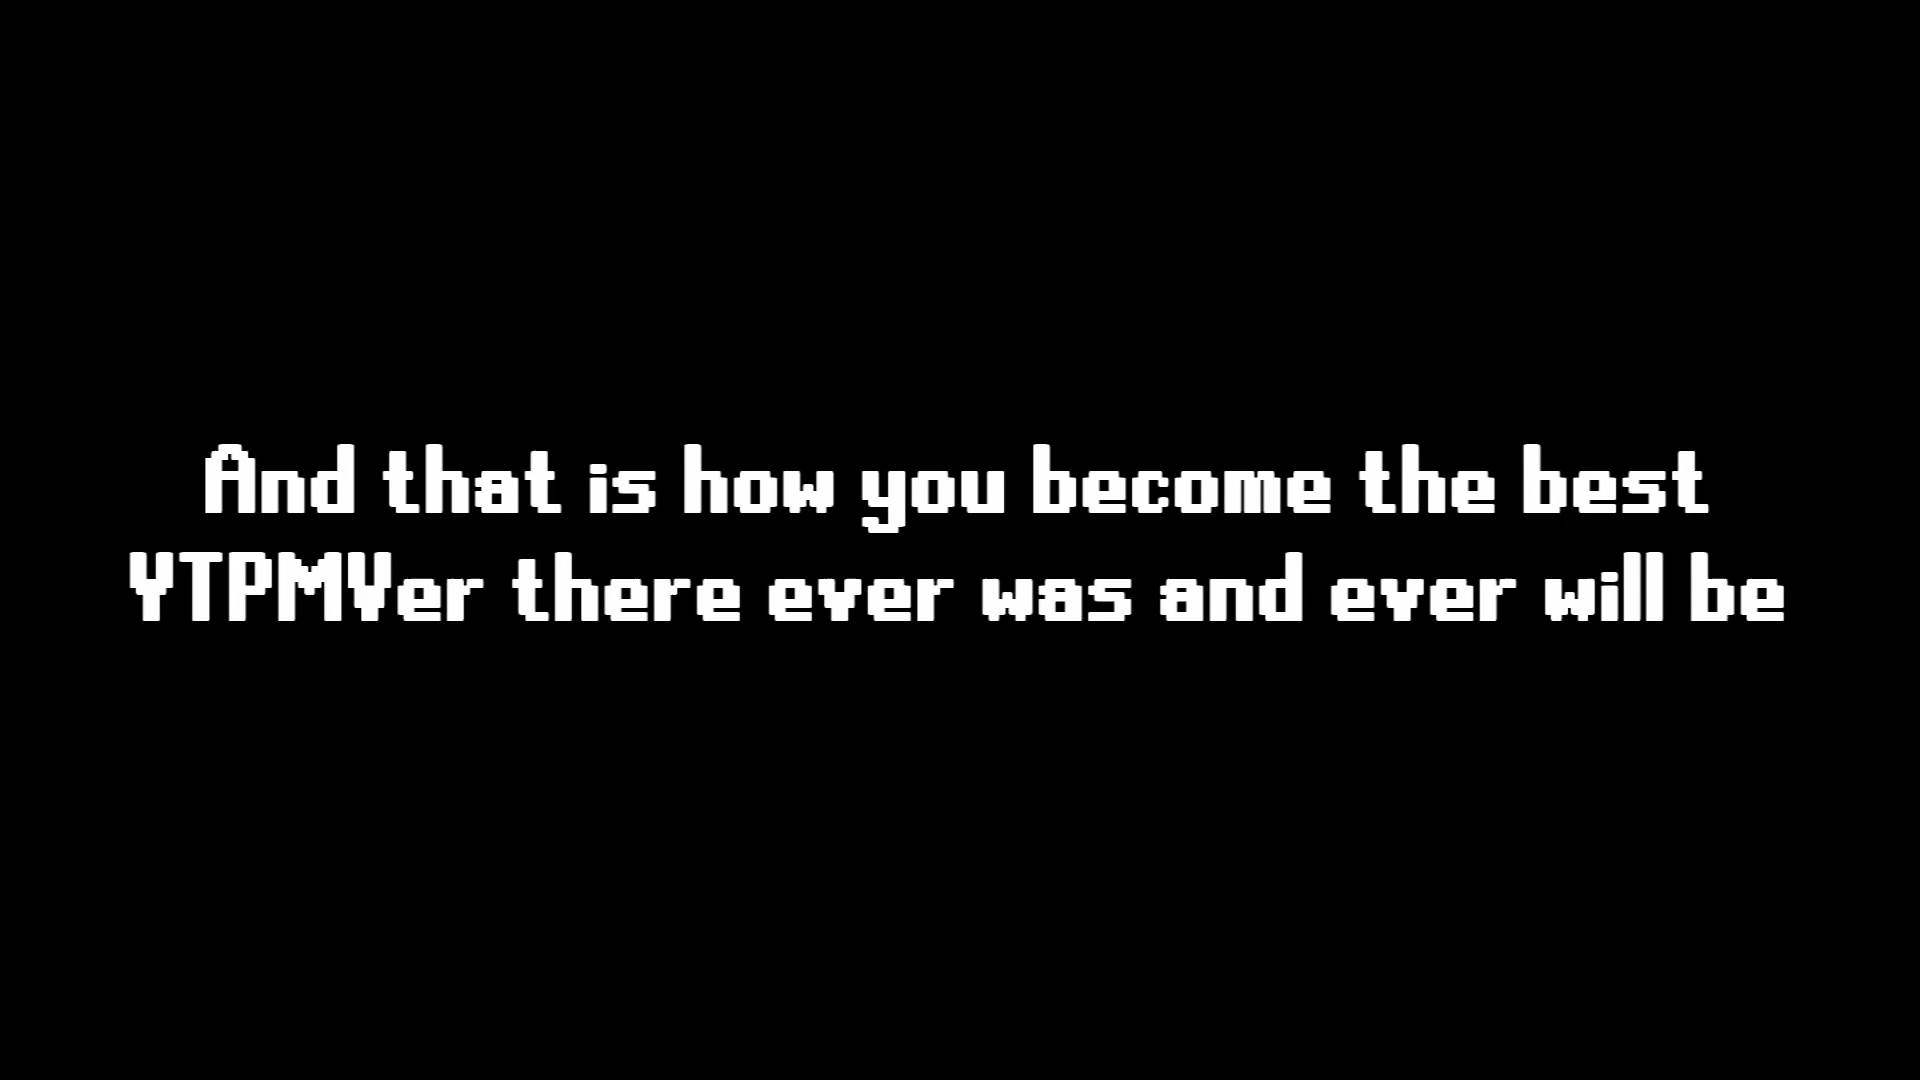 And that is how you become the best
YTPMVer there ever was and ever will be